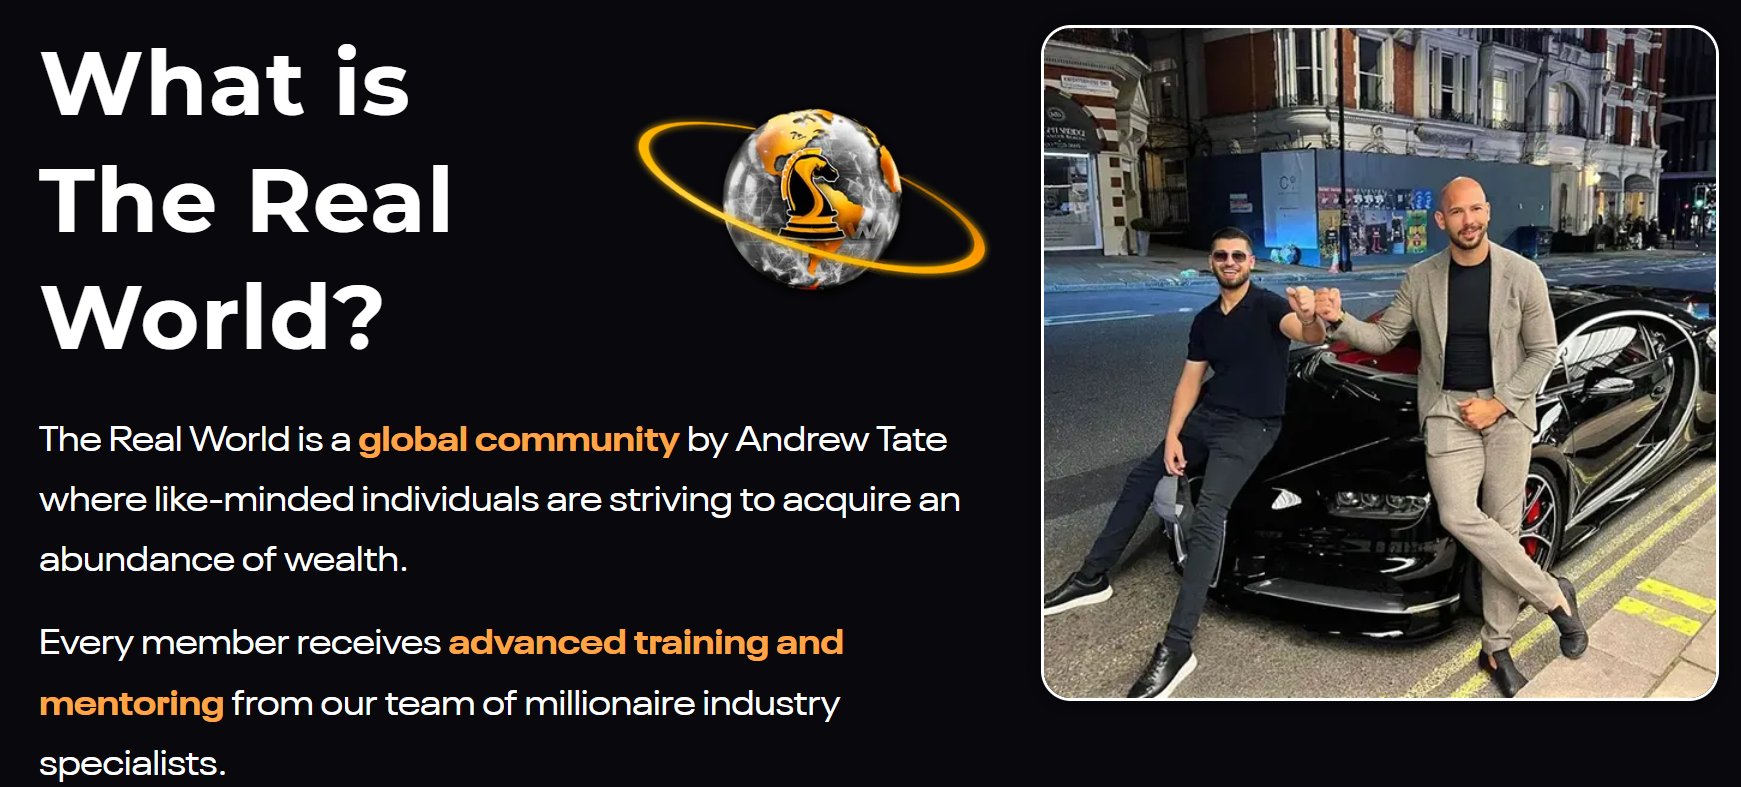 What is
The Real
World?
The Real World is a global community by Andrew Tate
where like-minded individuals are striving to acquire an
abundance of wealth.
Every member receives advanced training and
mentoring from our team of millionaire industry
specialists.